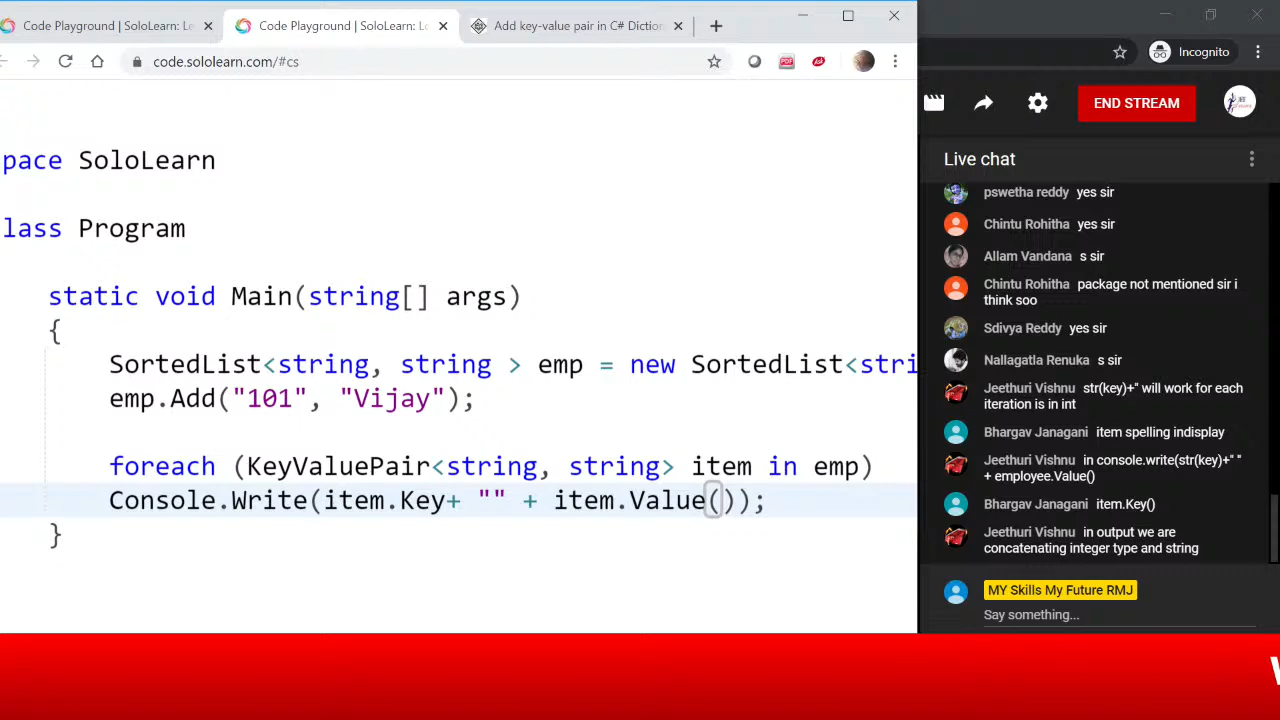 Code Playground | SoloLearn: Le
Code Playground | SoloLearn: Le
Add key-value pair in C# Diction
code.sololearn.com/#cs
PDF
Ask
Incognito
END STREAM
Live chat
pace SoloLearn
lass Program
static void Main(string[] args)
{
SortedList<string, string > emp = new SortedList<stri
emp.Add("101", "Vijay");
foreach (KeyValuePair<string, string> item in emp)
Console.Write(item.Key+ "" + item.Value());
}
pswetha reddy yes sir
Chintu Rohitha yes sir
Allam Vandana s sir
Chintu Rohitha package not mentioned sir i
think soo
Sdivya Reddy yes sir
Nallagatla Renuka s sir
Jeethuri Vishnu str(key)+" will work for each
iteration is in int
Bhargav Janagani item spelling indisplay
Jeethuri Vishnu in console.write(str(key)+" "
+ employee.Value()
Bhargav Janagani item.Key()
Jeethuri Vishnu in output we are
concatenating integer type and string
MY Skills My Future RMJ
Say something...